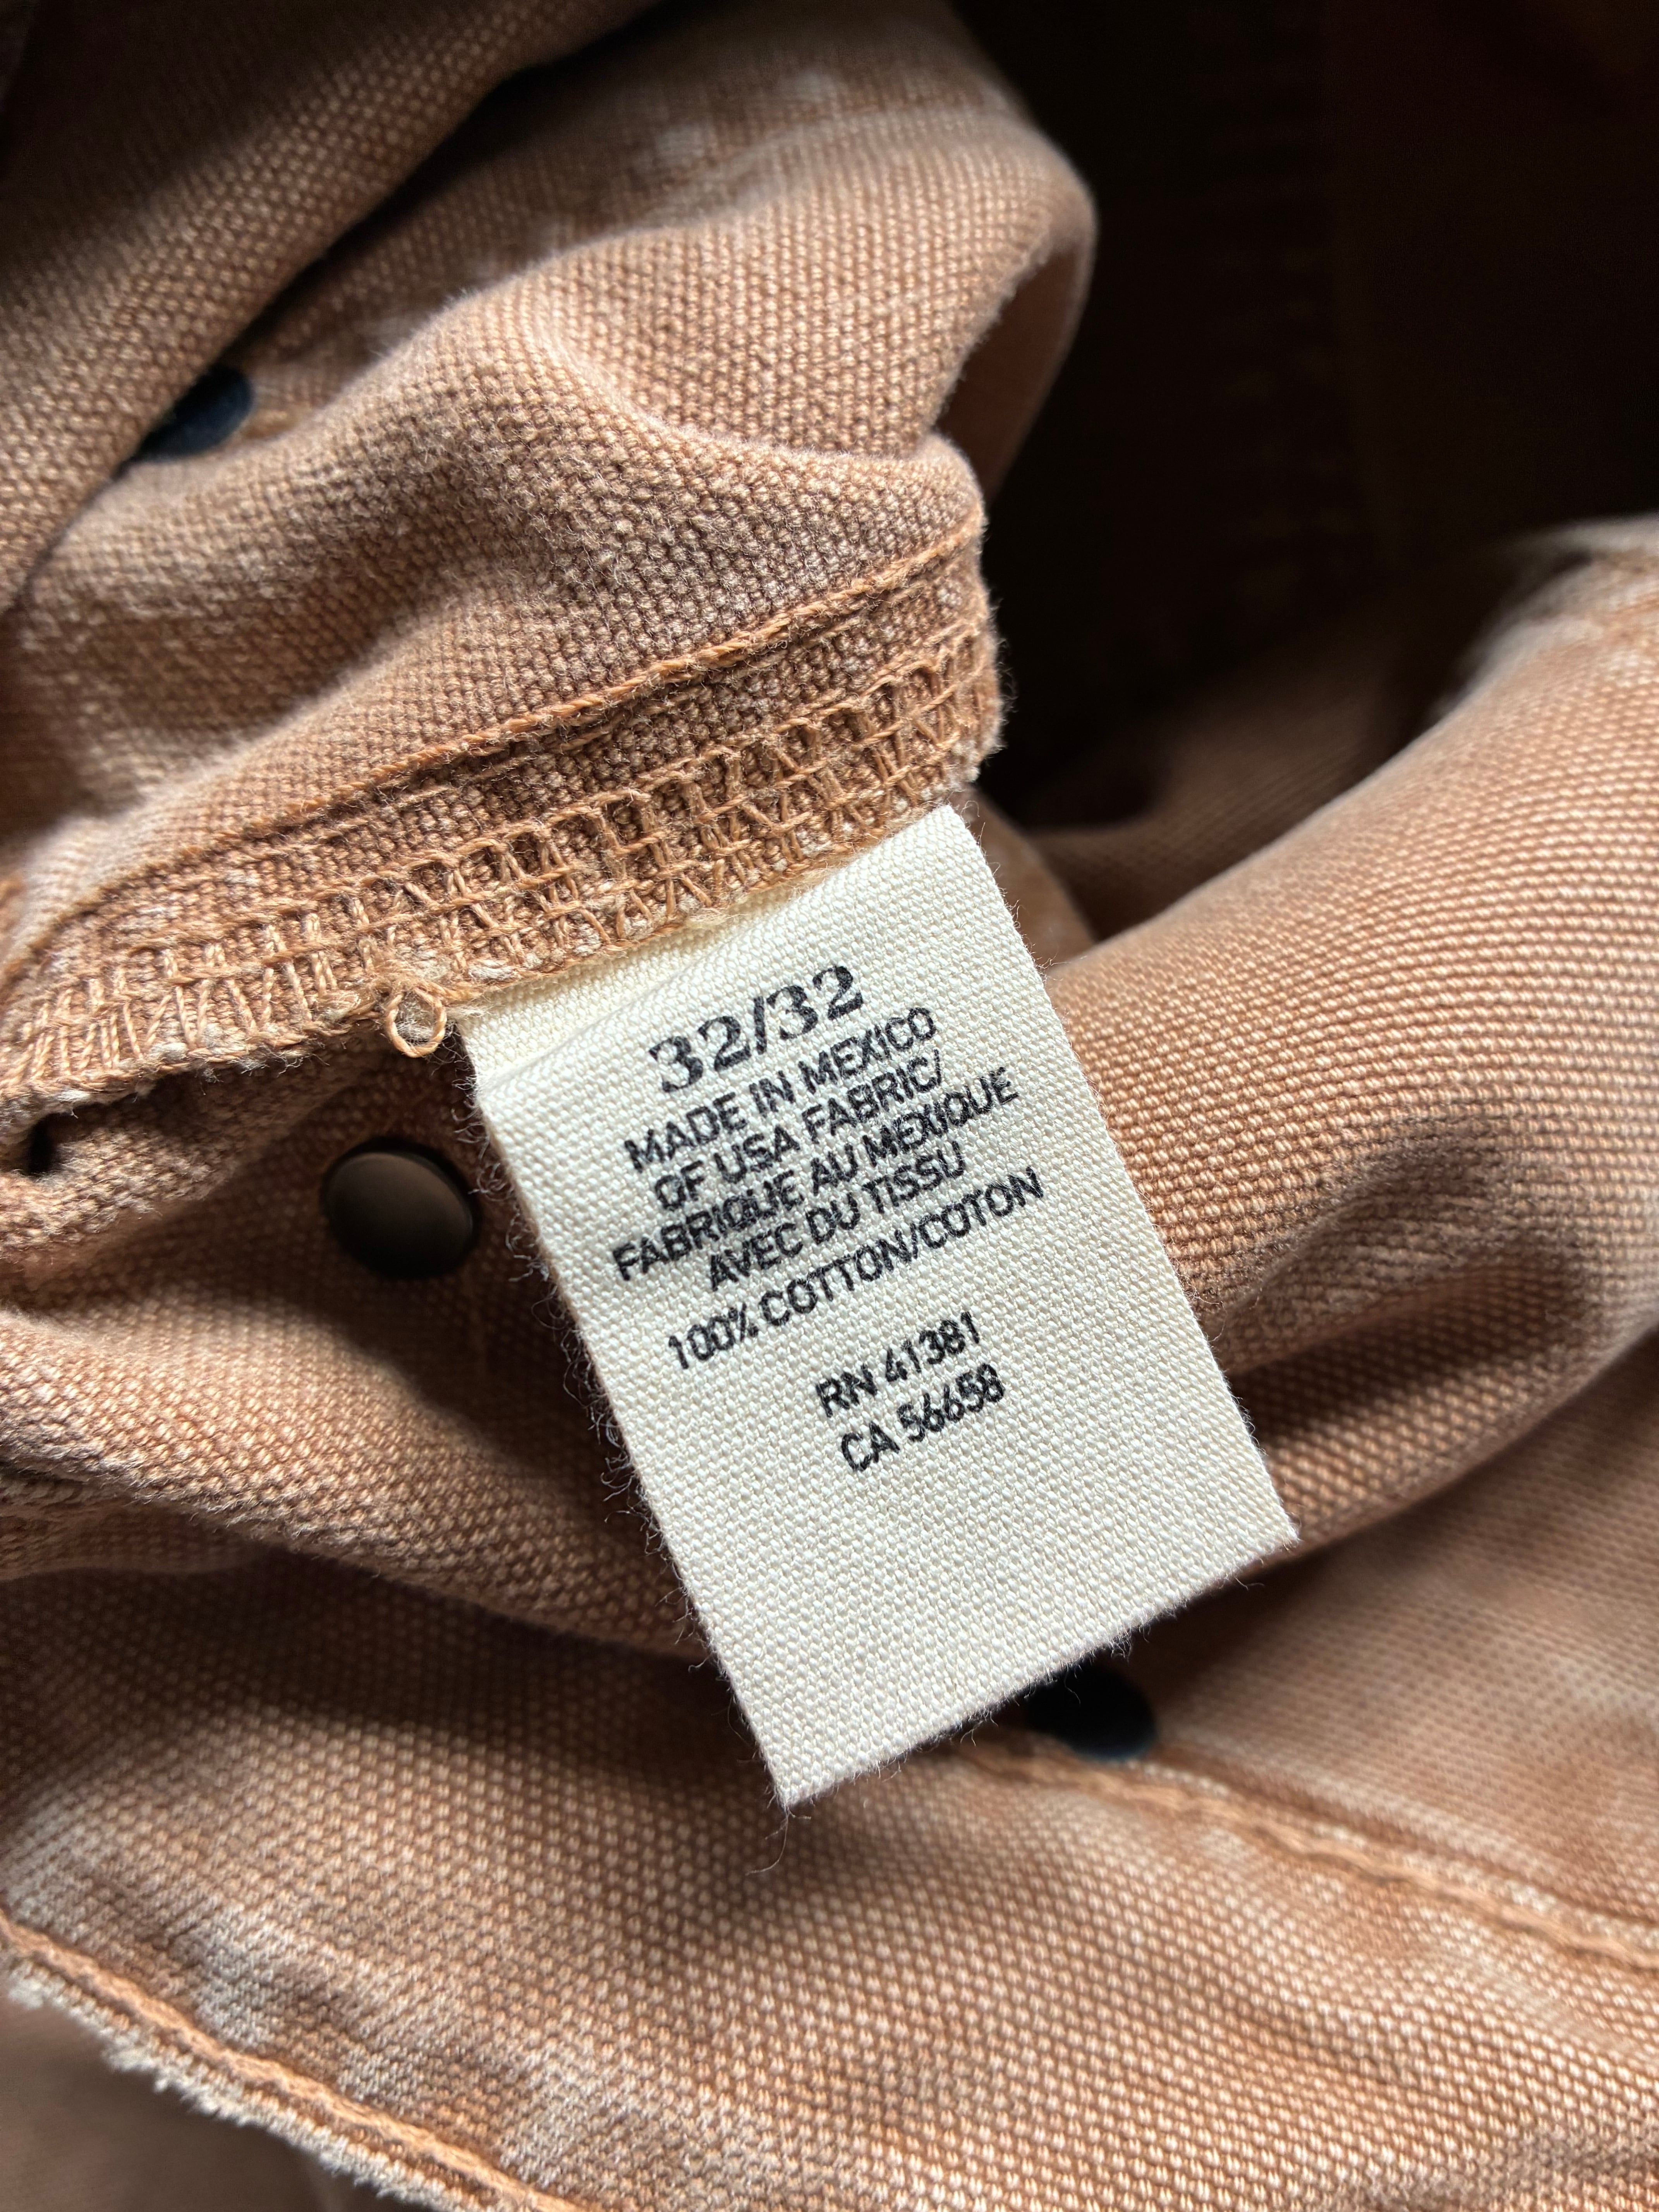 32/32
MADE IN MEXICO
OF USA FABRIC/
FABRIQUE AU MEXIQUE
AVEC DU TISSU
100% COTTON/COTON
RN 41381
CA 56658